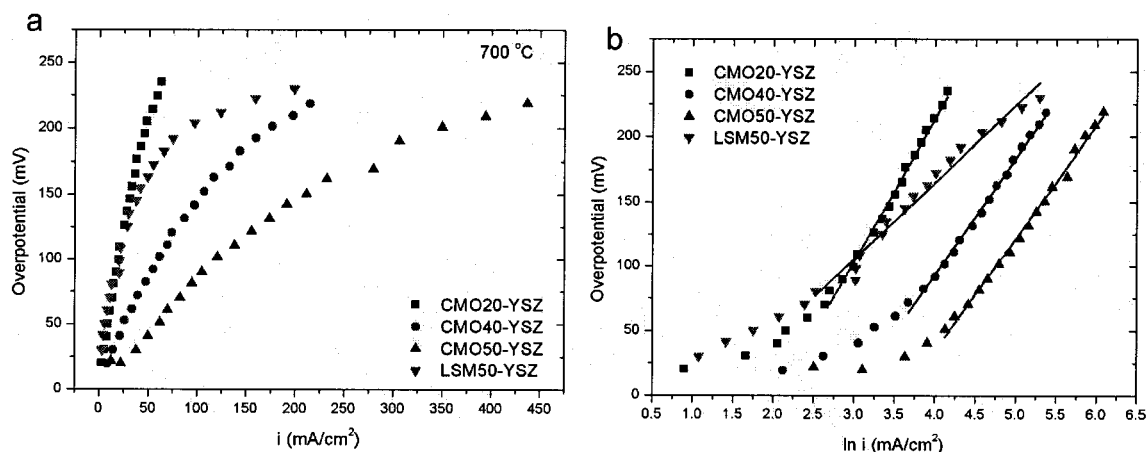 a
700 °C
250
200
150
100
50
0
Overpotential (mV)
CMO20-YSZ
CMO40-YSZ
CMO50-YSZ
LSM50-YSZ
0 50 100 150 200 250 300 350 400 450
i (mA/cm²)
b
250
200
150
100
50
0
Overpotential (mV)
CMO20-YSZ
CMO40-YSZ
CMO50-YSZ
LSM50-YSZ
0.5 1.0 1.5 2.0 2.5 3.0 3.5 4.0 4.5 5.0 5.5 6.0 6.5
ln i (mA/cm²)